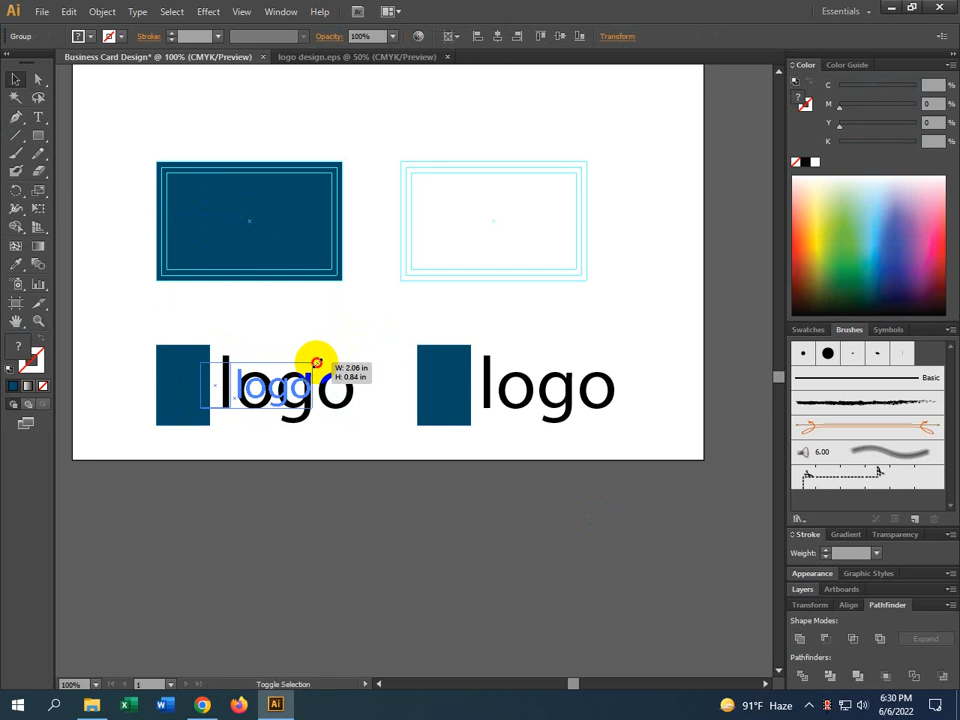 Ai File Edit Object Type Select Effect View Window Help Br Essentials
Group ? Stroke: Opacity: 100% Transform
Business Card Design* @ 100% (CMYK/Preview) × logo design.eps @ 50% (CMYK/Preview) ×
Color Color Guide
C
M 0
Y 0
K
W: 2.06 in
H: 0.84 in
logo logo
logo
Swatches Brushes Symbols
Basic
6.00
Stroke Gradient Transparency
Weight:
Appearance Graphic Styles
Layers Artboards
Transform Align Pathfinder
Shape Modes:
Expand
Pathfinders:
100% 1 Toggle Selection
91°F Haze
6:30 PM
6/6/2022